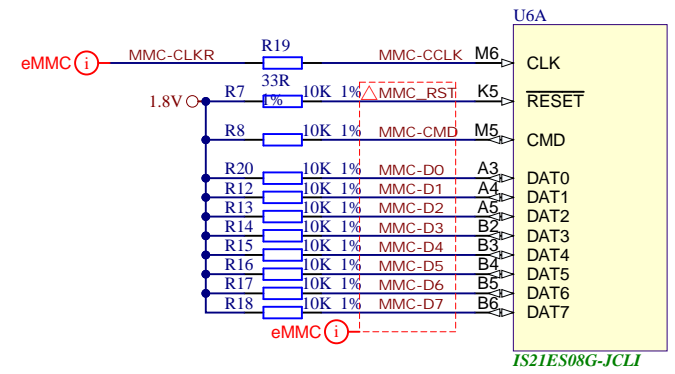 U6A
eMMC i MMC-CLKR R19 MMC-CCLK M6 CLK
33R
1%
1.8V R7 10K 1% MMC_RST K5 RESET
R8 10K 1% MMC-CMD M5 CMD
R20 10K 1% MMC-D0 A3 DAT0
R12 10K 1% MMC-D1 A4 DAT1
R13 10K 1% MMC-D2 A5 DAT2
R14 10K 1% MMC-D3 B2 DAT3
R15 10K 1% MMC-D4 B3 DAT4
R16 10K 1% MMC-D5 B4 DAT5
R17 10K 1% MMC-D6 B5 DAT6
R18 10K 1% MMC-D7 B6 DAT7
eMMC i
IS21ES08G-JCLI